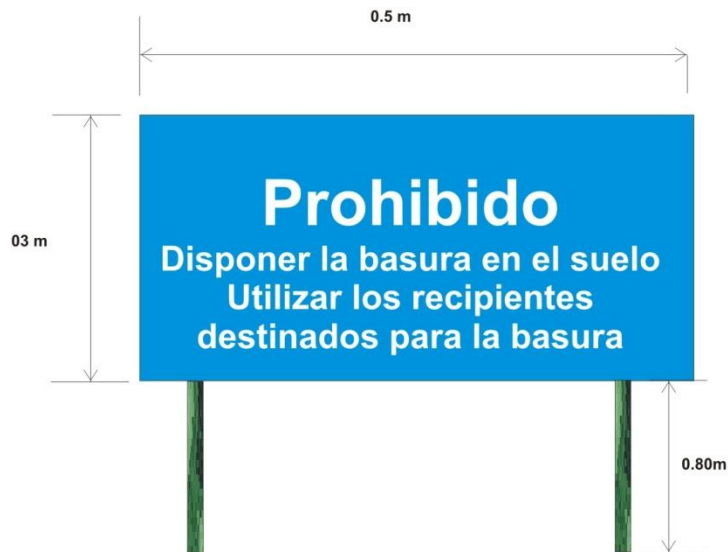 0.5 m
03 m
Prohibido
Disponer la basura en el suelo
Utilizar los recipientes
destinados para la basura
0.80m